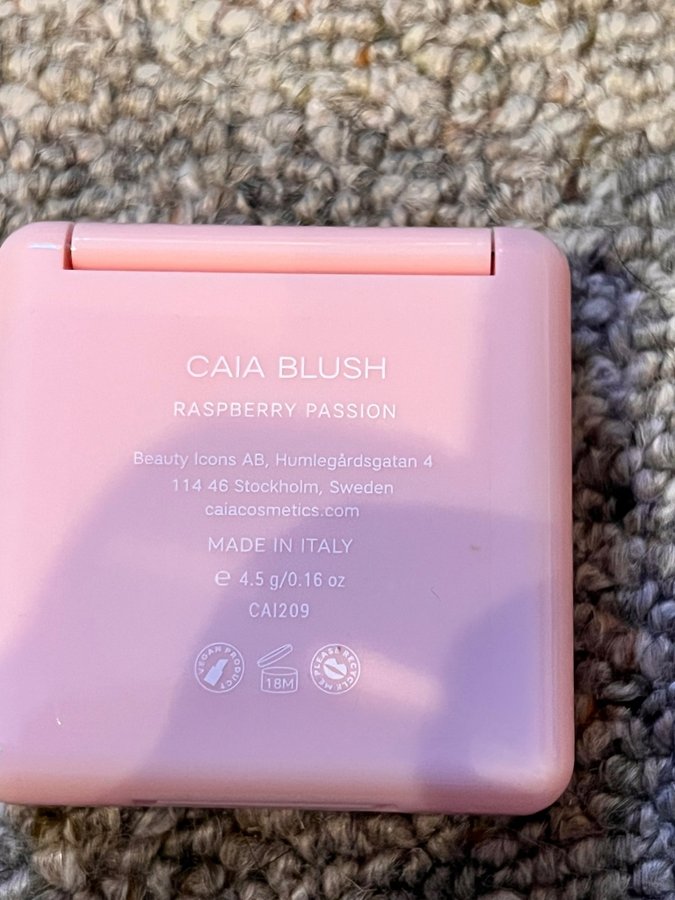 CAIA BLUSH
RASPBERRY PASSION
Beauty Icons AB, Humlegårdsgatan 4
114 46 Stockholm, Sweden
caiacosmetics.com
MADE IN ITALY
℮ 4.5 g/0.16 oz
CAI209
VEGAN PRODUCT
18M
PLEASE RECYCLE ME